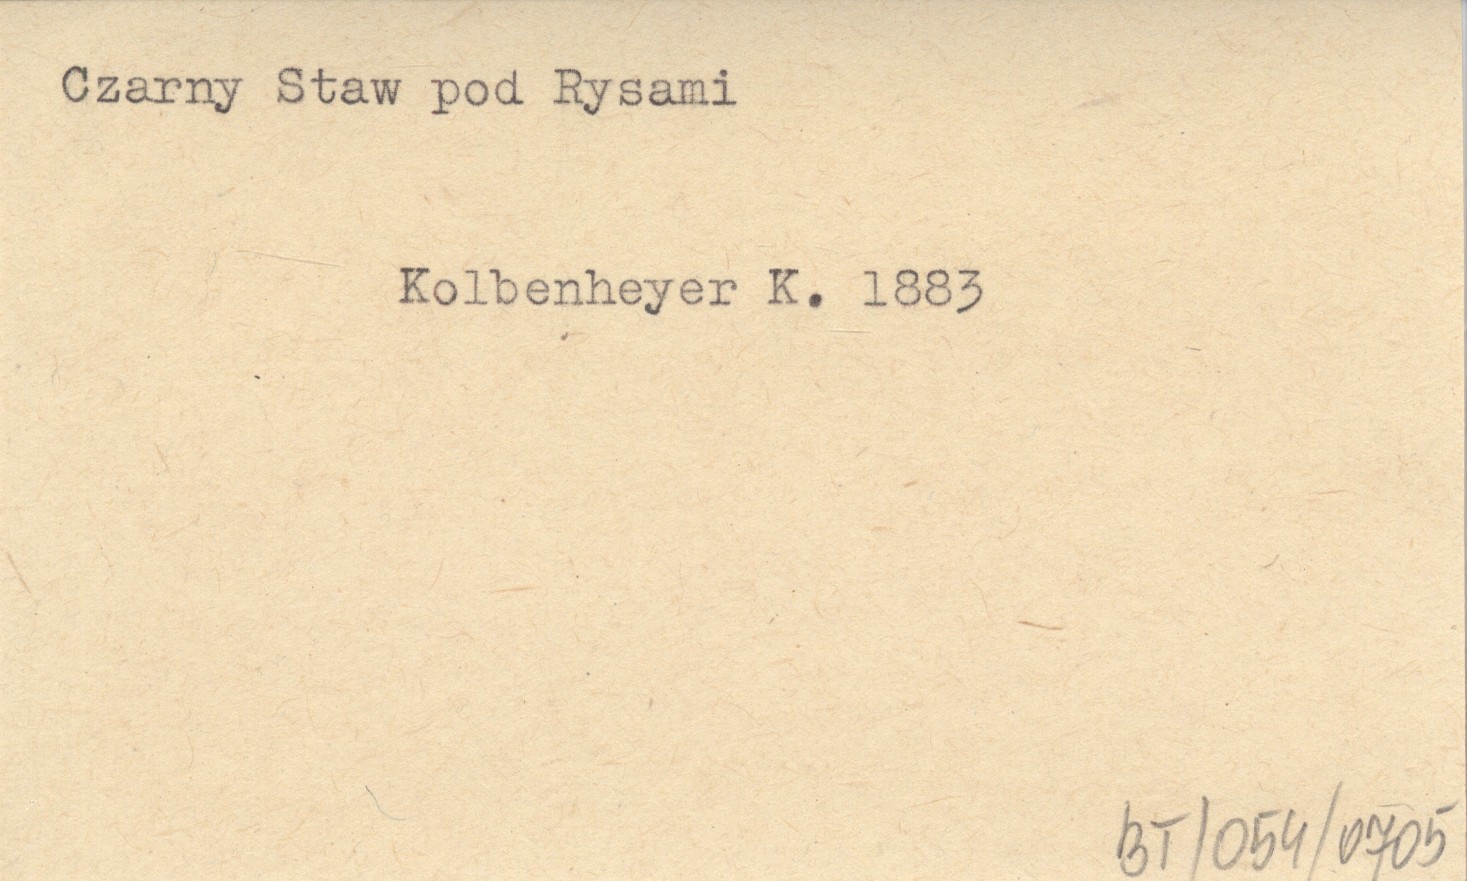 Czarny Staw pod Rysami
Kolbenheyer K. 1883
BT/054/0705